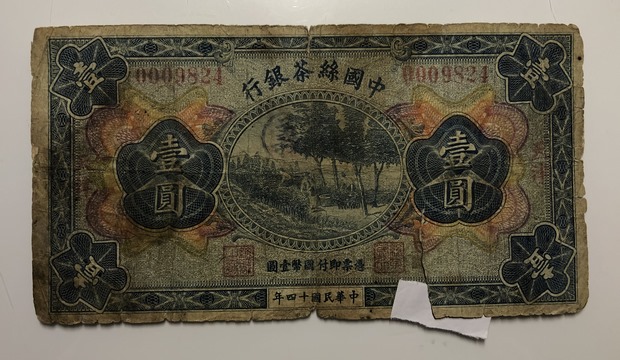 壹
壹
0009824
0009824
中國絲茶銀行
壹圓
壹圓
憑票即付國幣壹圓
壹
壹
中華民國十四年